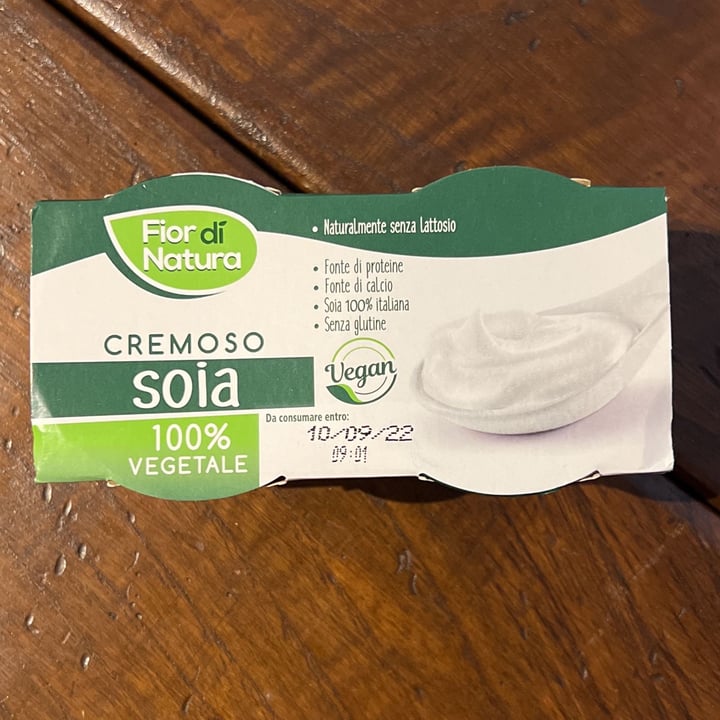 Fior di
Natura
• Naturalmente senza lattosio
• Fonte di proteine
• Fonte di calcio
• Soia 100% italiana
• Senza glutine
CREMOSO
soia
Vegan
100%
VEGETALE
Da consumare entro:
10/09/22
09:01